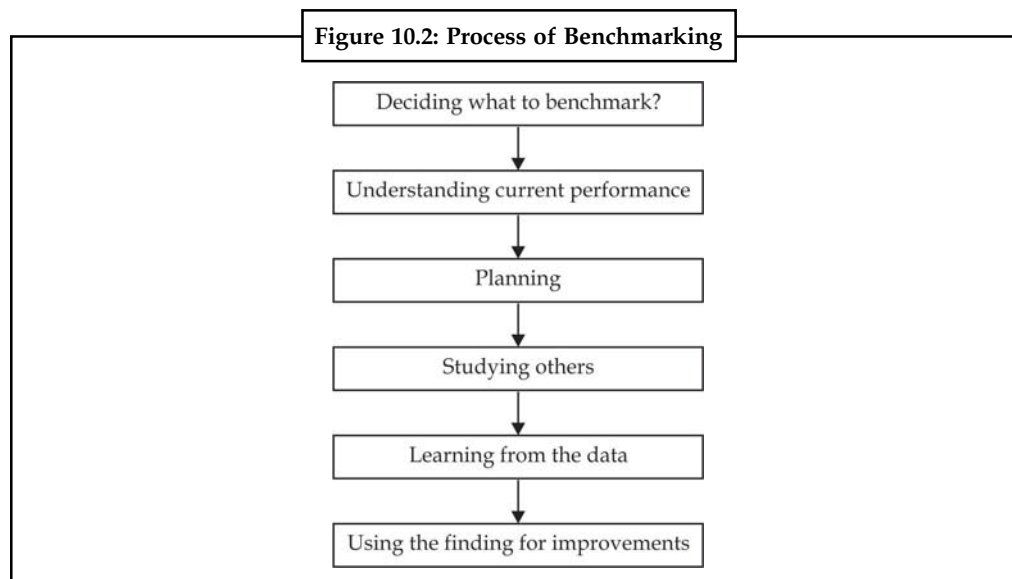 Figure 10.2: Process of Benchmarking
Deciding what to benchmark?
Understanding current performance
Planning
Studying others
Learning from the data
Using the finding for improvements